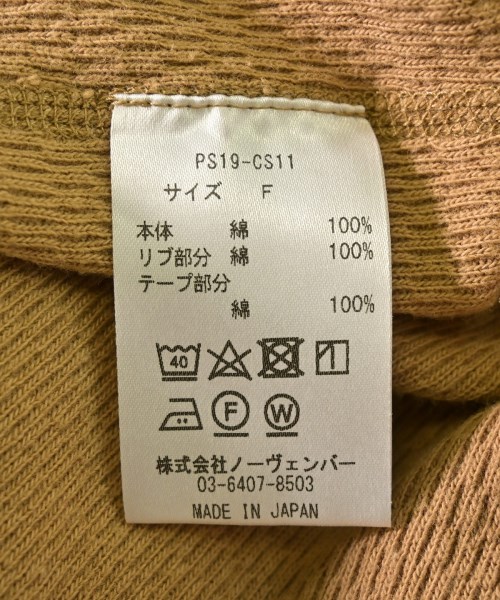 PS19-CS11
サイズ F
本体 綿 100%
リブ部分 綿 100%
テープ部分
綿 100%
40
F W
株式会社ノーヴェンバー
03-6407-8503
MADE IN JAPAN